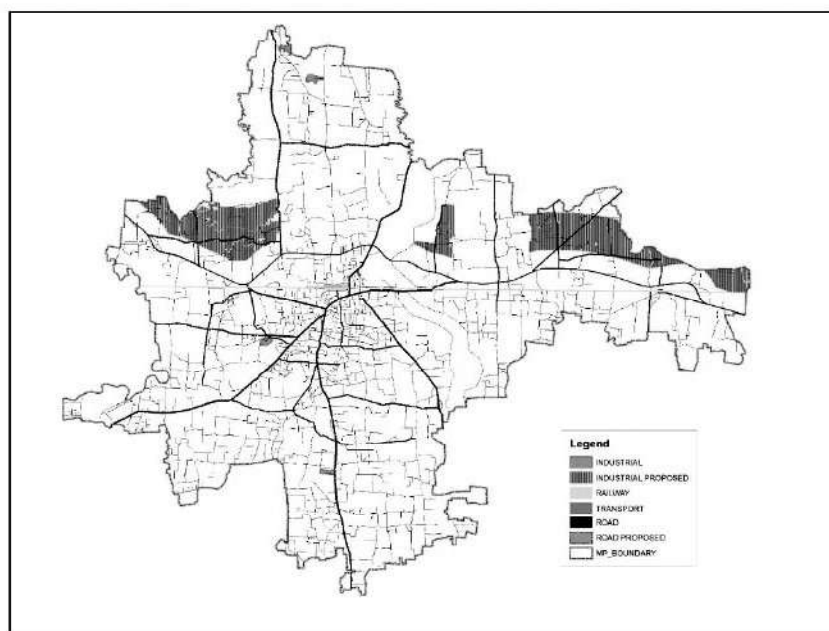 Legend
INDUSTRIAL
INDUSTRIAL PROPOSED
RAILWAY
TRANSPORT
ROAD
ROAD PROPOSED
MP_BOUNDARY